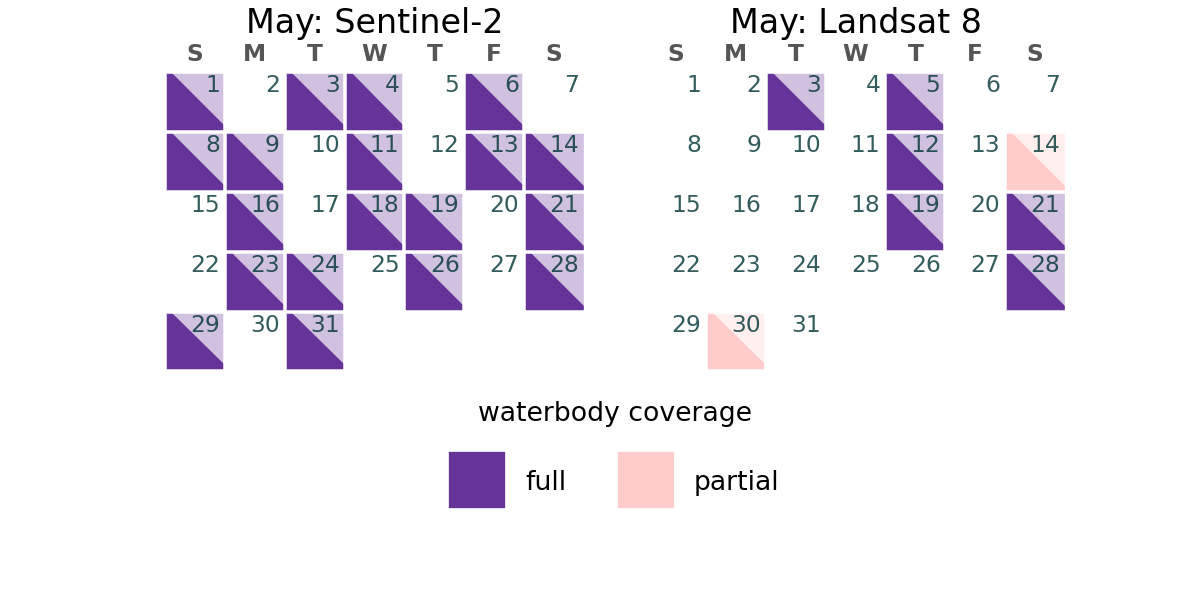 May: Sentinel-2
S M T W T F S
1 2 3 4 5 6 7
8 9 10 11 12 13 14
15 16 17 18 19 20 21
22 23 24 25 26 27 28
29 30 31
May: Landsat 8
S M T W T F S
1 2 3 4 5 6 7
8 9 10 11 12 13 14
15 16 17 18 19 20 21
22 23 24 25 26 27 28
29 30 31
waterbody coverage
full
partial